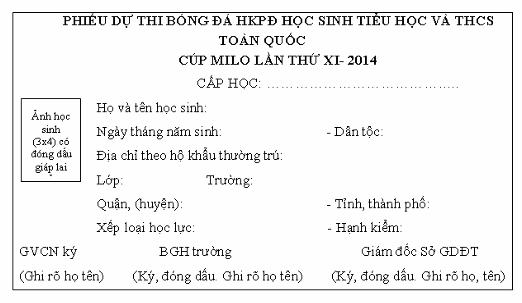 PHIẾU DỰ THI BÓNG ĐÁ HKPĐ HỌC SINH TIỂU HỌC VÀ THCS
TOÀN QUỐC
CÚP MILO LẦN THỨ XI- 2014
CẤP HỌC: ……………………………….
Ảnh học
sinh
(3x4) có
đóng dấu
giáp lai
Họ và tên học sinh:
Ngày tháng năm sinh: - Dân tộc:
Địa chỉ theo hộ khẩu thường trú:
Lớp: Trường:
Quận, (huyện): - Tỉnh, thành phố:
Xếp loại học lực: - Hạnh kiểm:
GVCN ký BGH trường Giám đốc Sở GDĐT
(Ghi rõ họ tên) (Ký, đóng dấu. Ghi rõ họ tên) (Ký, đóng dấu. Ghi rõ họ, tên)